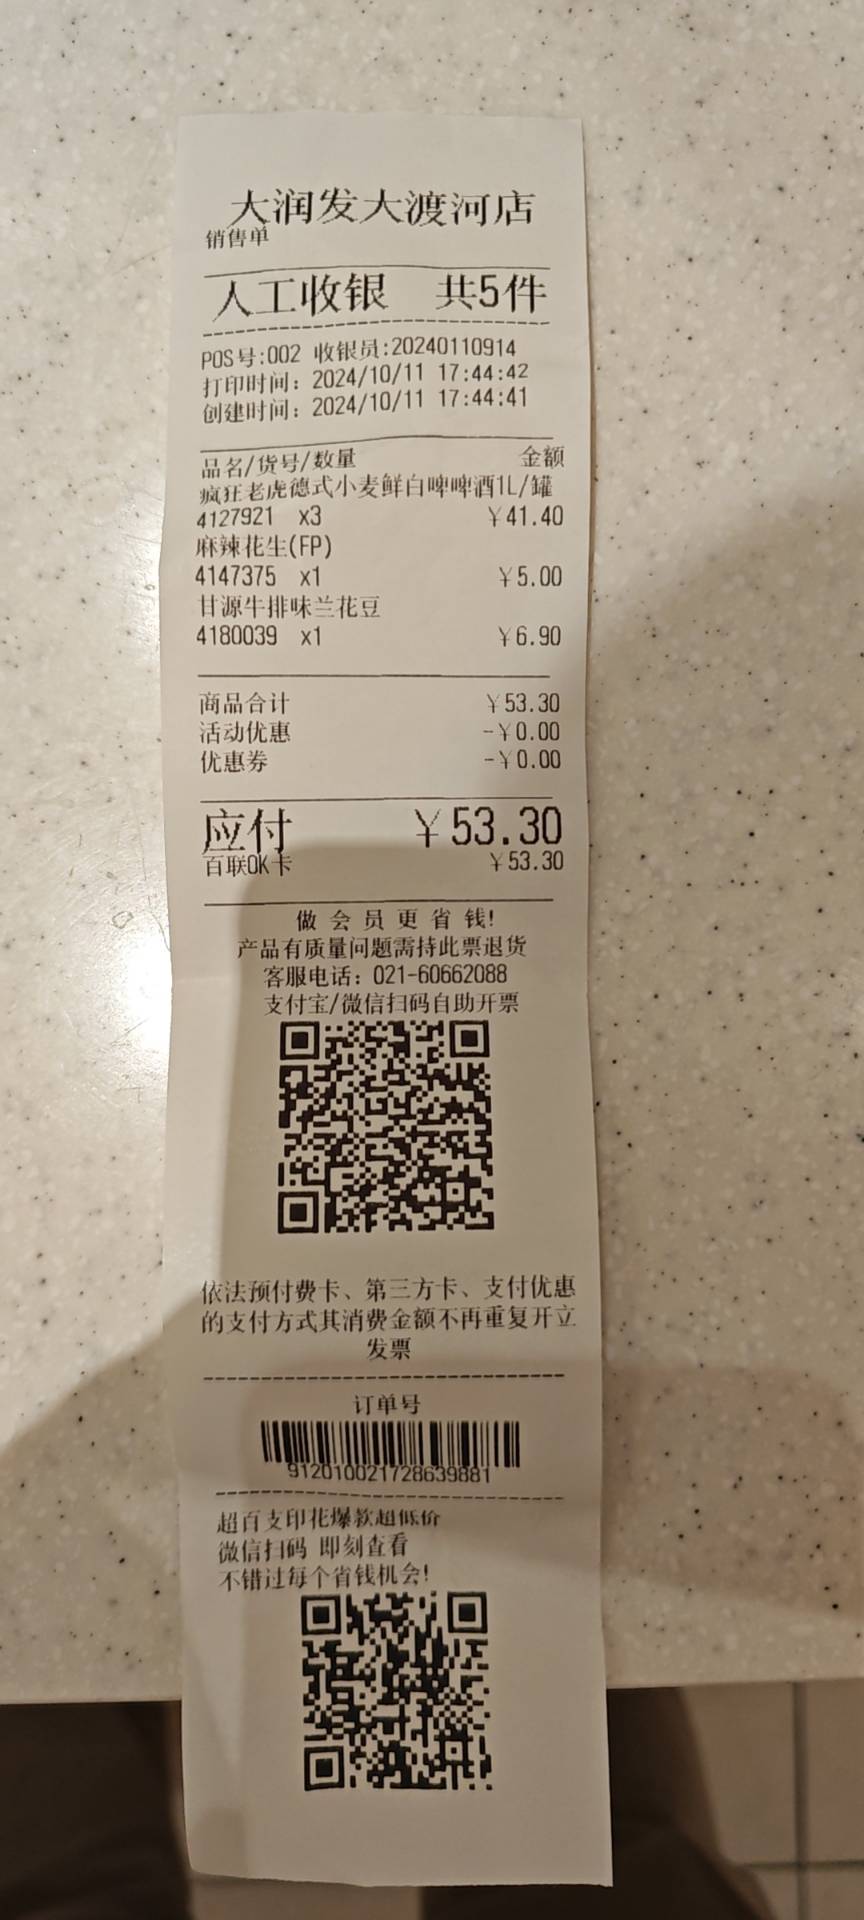 大润发大渡河店
销售单
人工收银 共5件
POS号:002 收银员:20240110914
打印时间：2024/10/11 17:44:42
创建时间：2024/10/11 17:44:41
品名/货号/数量 金额
疯狂老虎德式小麦鲜白啤啤酒1L/罐
4127921 x3 ￥41.40
麻辣花生(FP)
4147375 x1 ￥5.00
甘源牛排味兰花豆
4180039 x1 ￥6.90
商品合计 ￥53.30
活动优惠 -￥0.00
优惠券 -￥0.00
应付 ￥53.30
百联OK卡 ￥53.30
做会员更省钱!
产品有质量问题需持此票退货
客服电话：021-60662088
支付宝/微信扫码自助开票
依法预付费卡、第三方卡、支付优惠
的支付方式其消费金额不再重复开立
发票
订单号
912010021728639881
超百支印花爆款超低价
微信扫码 即刻查看
不错过每个省钱机会!